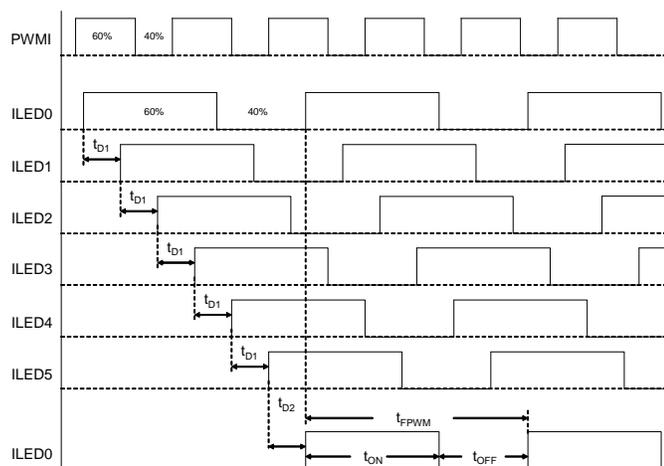 PWMI
60%
40%
ILED0
60%
40%
tD1
ILED1
tD1
ILED2
tD1
ILED3
tD1
ILED4
tD1
ILED5
tD2
tFPWM
tON
tOFF
ILED0